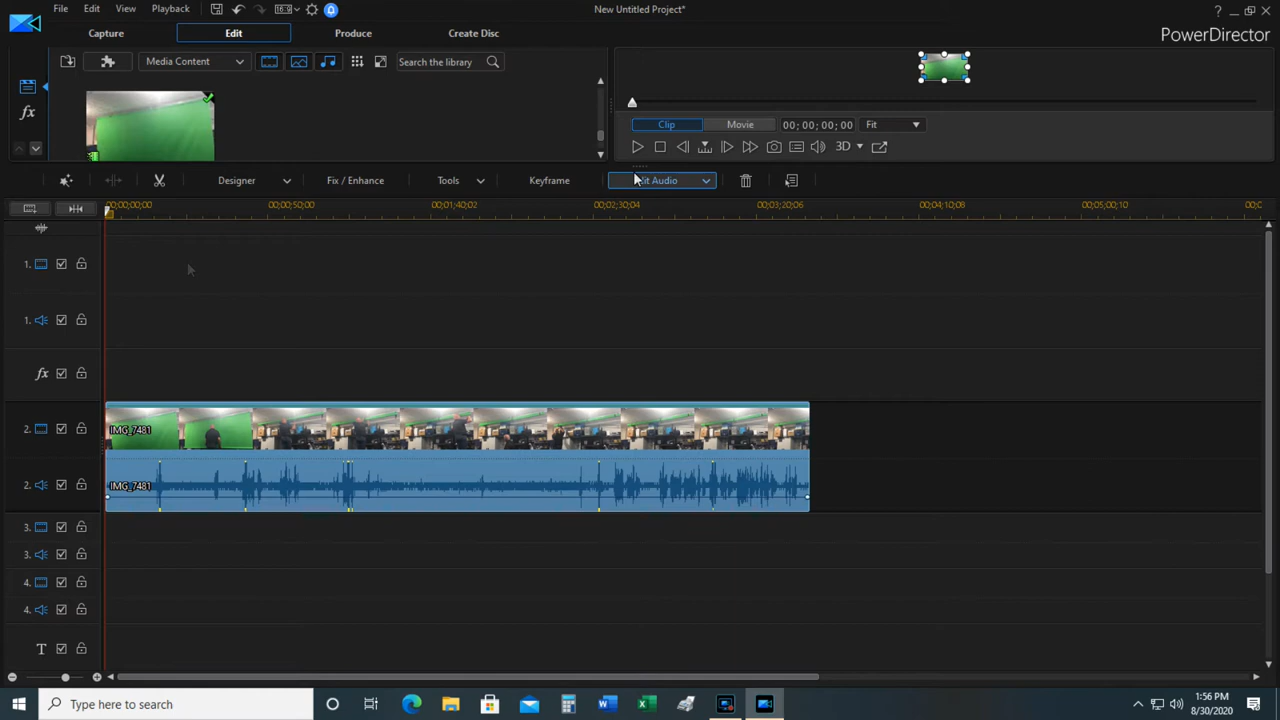 File Edit View Playback 16:9 New Untitled Project* ?
Capture Edit Produce Create Disc PowerDirector
Media Content Search the library
fx
Clip Movie 00; 00; 00; 00 Fit
3D
Designer Fix / Enhance Tools Keyframe it Audio
00;00;00;00 00;00;50;00 00;01;40;02 00;02;30;04 00;03;20;06 00;04;10;08 00;05;00;10
1.
1.
fx
2. IMG_7481
2. IMG_7481
3.
3.
4.
4.
T
Type here to search
1:56 PM
8/30/2020